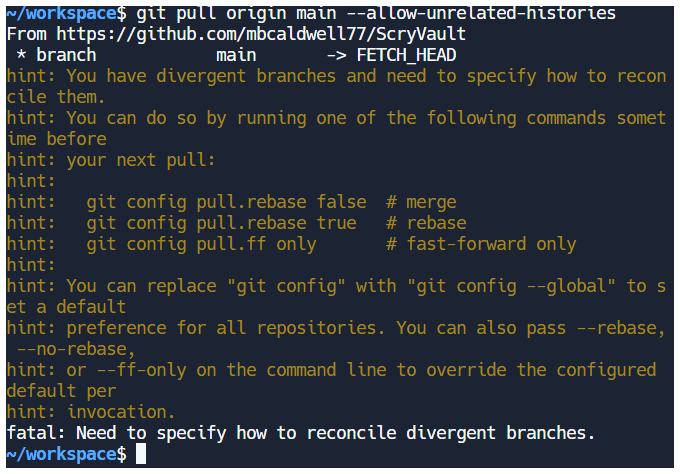 ~/workspace$ git pull origin main --allow-unrelated-histories
From https://github.com/mbcaldwell77/ScryVault
 * branch            main       -> FETCH_HEAD
hint: You have divergent branches and need to specify how to recon
cile them.
hint: You can do so by running one of the following commands somet
ime before
hint: your next pull:
hint:
hint:   git config pull.rebase false  # merge
hint:   git config pull.rebase true   # rebase
hint:   git config pull.ff only       # fast-forward only
hint:
hint: You can replace "git config" with "git config --global" to s
et a default
hint: preference for all repositories. You can also pass --rebase,
 --no-rebase,
hint: or --ff-only on the command line to override the configured
default per
hint: invocation.
fatal: Need to specify how to reconcile divergent branches.
~/workspace$